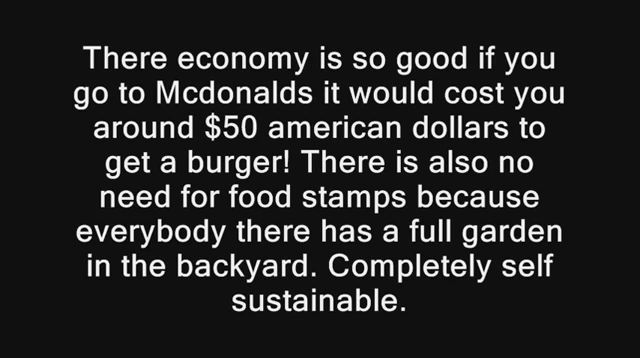 There economy is so good if you
go to Mcdonalds it would cost you
around $50 american dollars to
get a burger! There is also no
need for food stamps because
everybody there has a full garden
in the backyard. Completely self
sustainable.